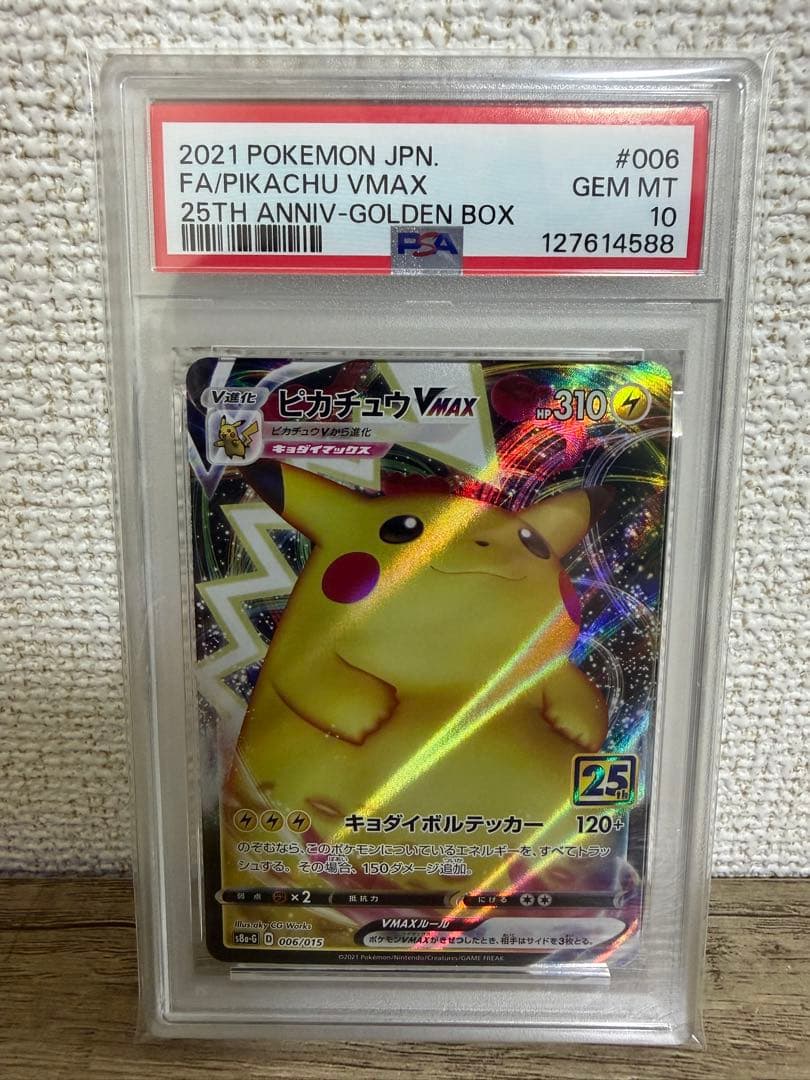 2021 POKEMON JPN. #006
FA/PIKACHU VMAX GEM MT
25TH ANNIV-GOLDEN BOX 10
PSA 127614588
V進化 ピカチュウVMAX HP310
ピカチュウVから進化
キョダイマックス
25th
キョダイボルテッカー 120+
のぞむなら、このポケモンについているエネルギーを、すべてトラッ
シュする。その場合、150ダメージ追加。
弱点 ×2 抵抗力 にげる
Illus. aky CG Works
VMAXルール
ポケモンVMAXがきぜつしたとき、相手はサイドを3枚とる。
s8a-G D 006/015
©2021 Pokémon/Nintendo/Creatures/GAME FREAK